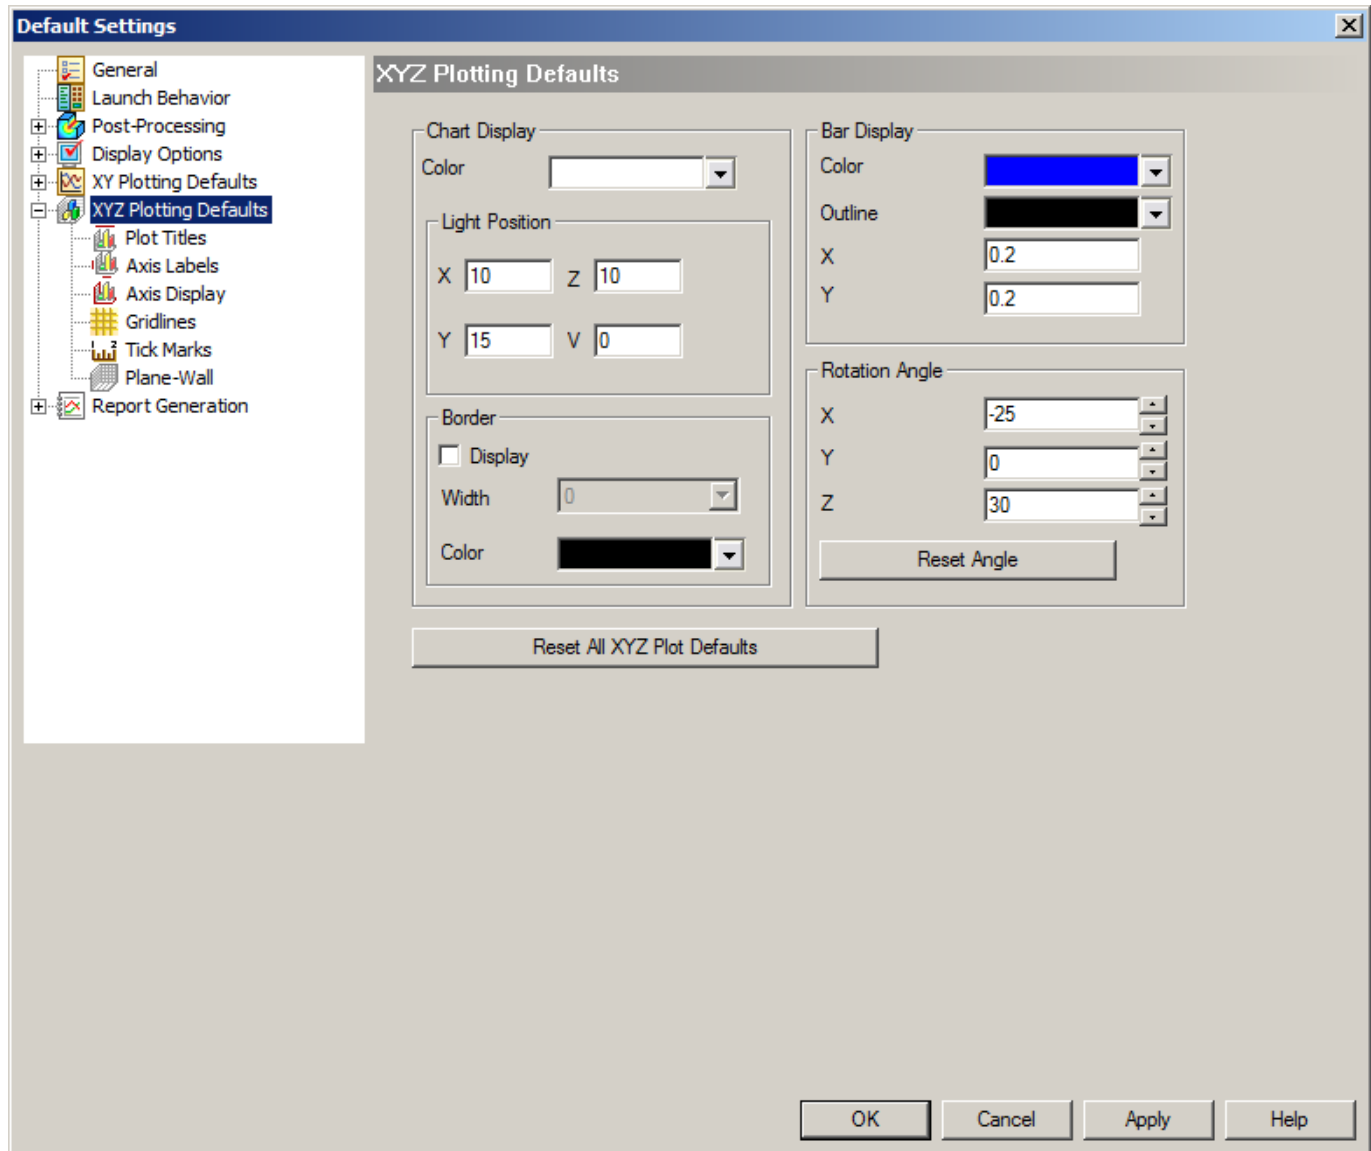 Default Settings
General
Launch Behavior
Post-Processing
Display Options
XY Plotting Defaults
XYZ Plotting Defaults
Plot Titles
Axis Labels
Axis Display
Gridlines
Tick Marks
Plane-Wall
Report Generation
XYZ Plotting Defaults
Chart Display
Color
Light Position
X 10 Z 10
Y 15 V 0
Border
Display
Width 0
Color
Bar Display
Color
Outline
X 0.2
Y 0.2
Rotation Angle
X -25
Y 0
Z 30
Reset Angle
Reset All XYZ Plot Defaults
OK Cancel Apply Help